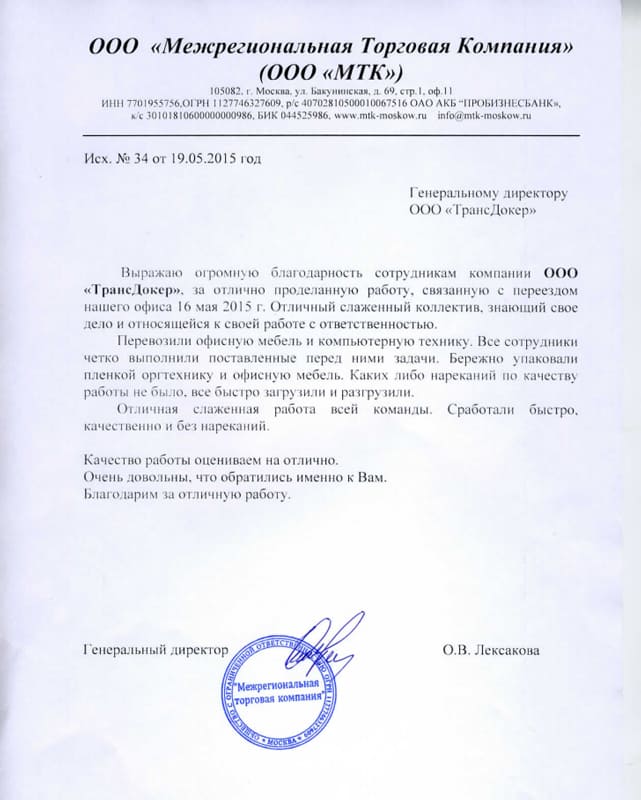 ООО «Межрегиональная Торговая Компания»
(ООО «МТК»)
105082, г. Москва, ул. Бакунинская, д. 69, стр.1, оф.11
ИНН 7701955756,ОГРН 1127746327609, р/с 40702810500010067516 ОАО АКБ “ПРОБИЗНЕСБАНК»,
к/с 30101810600000000986, БИК 044525986, www.mtk-moskow.ru info@mtk-moskow.ru
Исх. № 34 от 19.05.2015 год
Генеральному директору
ООО «ТрансДокер»
Выражаю огромную благодарность сотрудникам компании ООО
«ТрансДокер», за отлично проделанную работу, связанную с переездом
нашего офиса 16 мая 2015 г. Отличный слаженный коллектив, знающий свое
дело и относящейся к своей работе с ответственностью.
Перевозили офисную мебель и компьютерную технику. Все сотрудники
четко выполнили поставленные перед ними задачи. Бережно упаковали
пленкой оргтехнику и офисную мебель. Каких либо нареканий по качеству
работы не было, все быстро загрузили и разгрузили.
Отличная слаженная работа всей команды. Сработали быстро,
качественно и без нареканий.
Качество работы оцениваем на отлично.
Очень довольны, что обратились именно к Вам.
Благодарим за отличную работу.
Генеральный директор
О.В. Лексакова
ОБЩЕСТВО С ОГРАНИЧЕННОЙ ОТВЕТСТВЕННОСТЬЮ ОГРН 1127746327609
"Межрегиональная
торговая компания"
* МОСКВА *